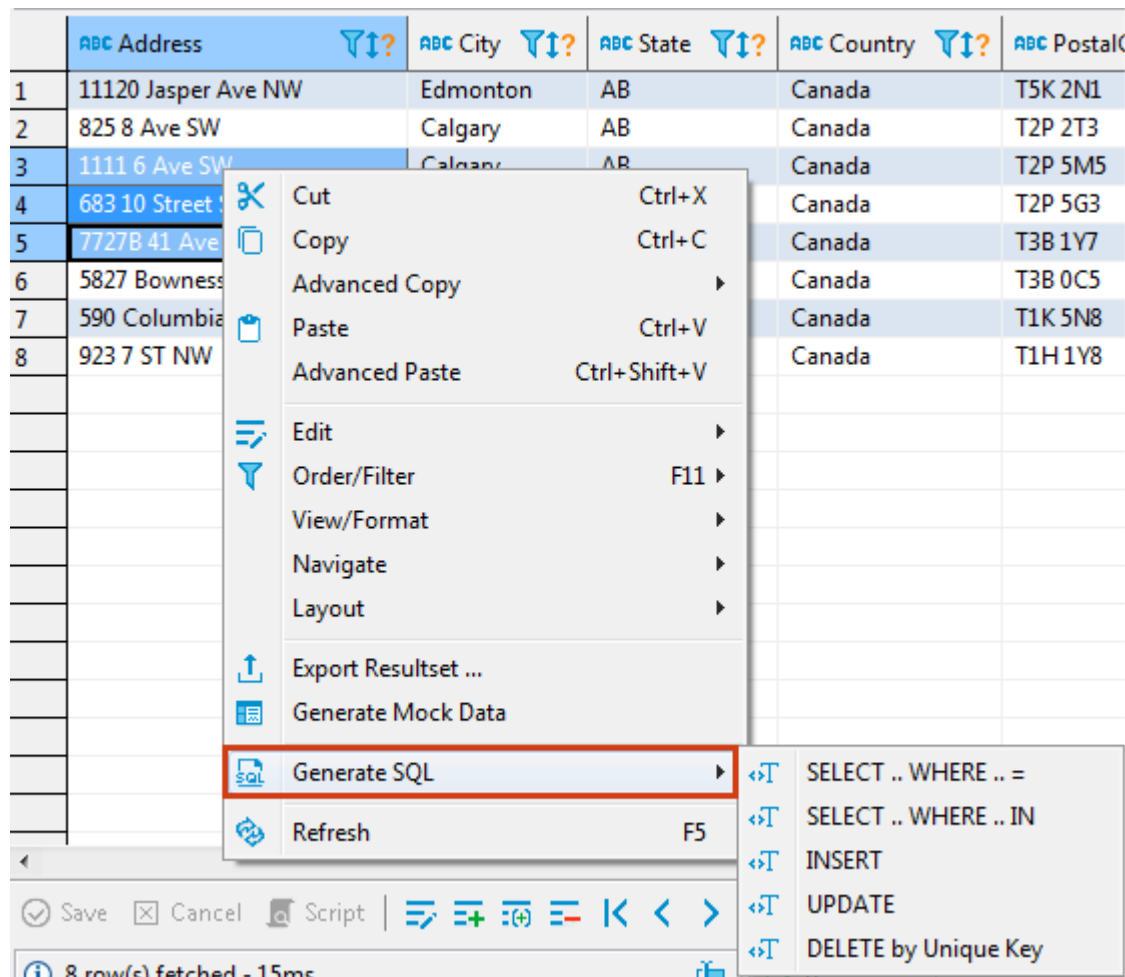 ABC Address ABC City ABC State ABC Country ABC Postal
1 11120 Jasper Ave NW Edmonton AB Canada T5K 2N1
2 825 8 Ave SW Calgary AB Canada T2P 2T3
3 1111 6 Ave SW Calgary AB Canada T2P 5M5
4 683 10 Street Canada T2P 5G3
5 7727B 41 Ave Canada T3B 1Y7
6 5827 Bowness Canada T3B 0C5
7 590 Columbia Canada T1K 5N8
8 923 7 ST NW Canada T1H 1Y8
Cut Ctrl+X
Copy Ctrl+C
Advanced Copy
Paste Ctrl+V
Advanced Paste Ctrl+Shift+V
Edit
Order/Filter F11
View/Format
Navigate
Layout
Export Resultset ...
Generate Mock Data
SQL Generate SQL
Refresh F5
SELECT .. WHERE .. =
SELECT .. WHERE .. IN
INSERT
UPDATE
DELETE by Unique Key
Save Cancel Script
8 row(s) fetched - 15ms